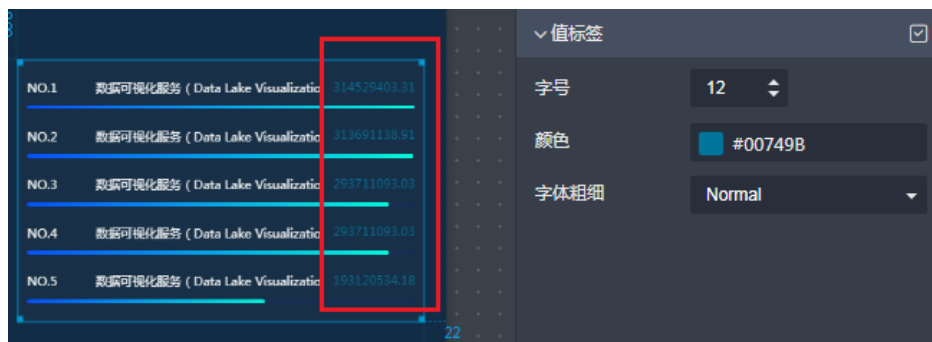 值标签
NO.1 数据可视化服务 ( Data Lake Visualizatio 314529403.31
字号 12
NO.2 数据可视化服务 ( Data Lake Visualizatio 313691138.91
颜色 #00749B
NO.3 数据可视化服务 ( Data Lake Visualizatio 293711093.03
字体粗细 Normal
NO.4 数据可视化服务 ( Data Lake Visualizatio 293711093.03
NO.5 数据可视化服务 ( Data Lake Visualizatio 193120534.18
22